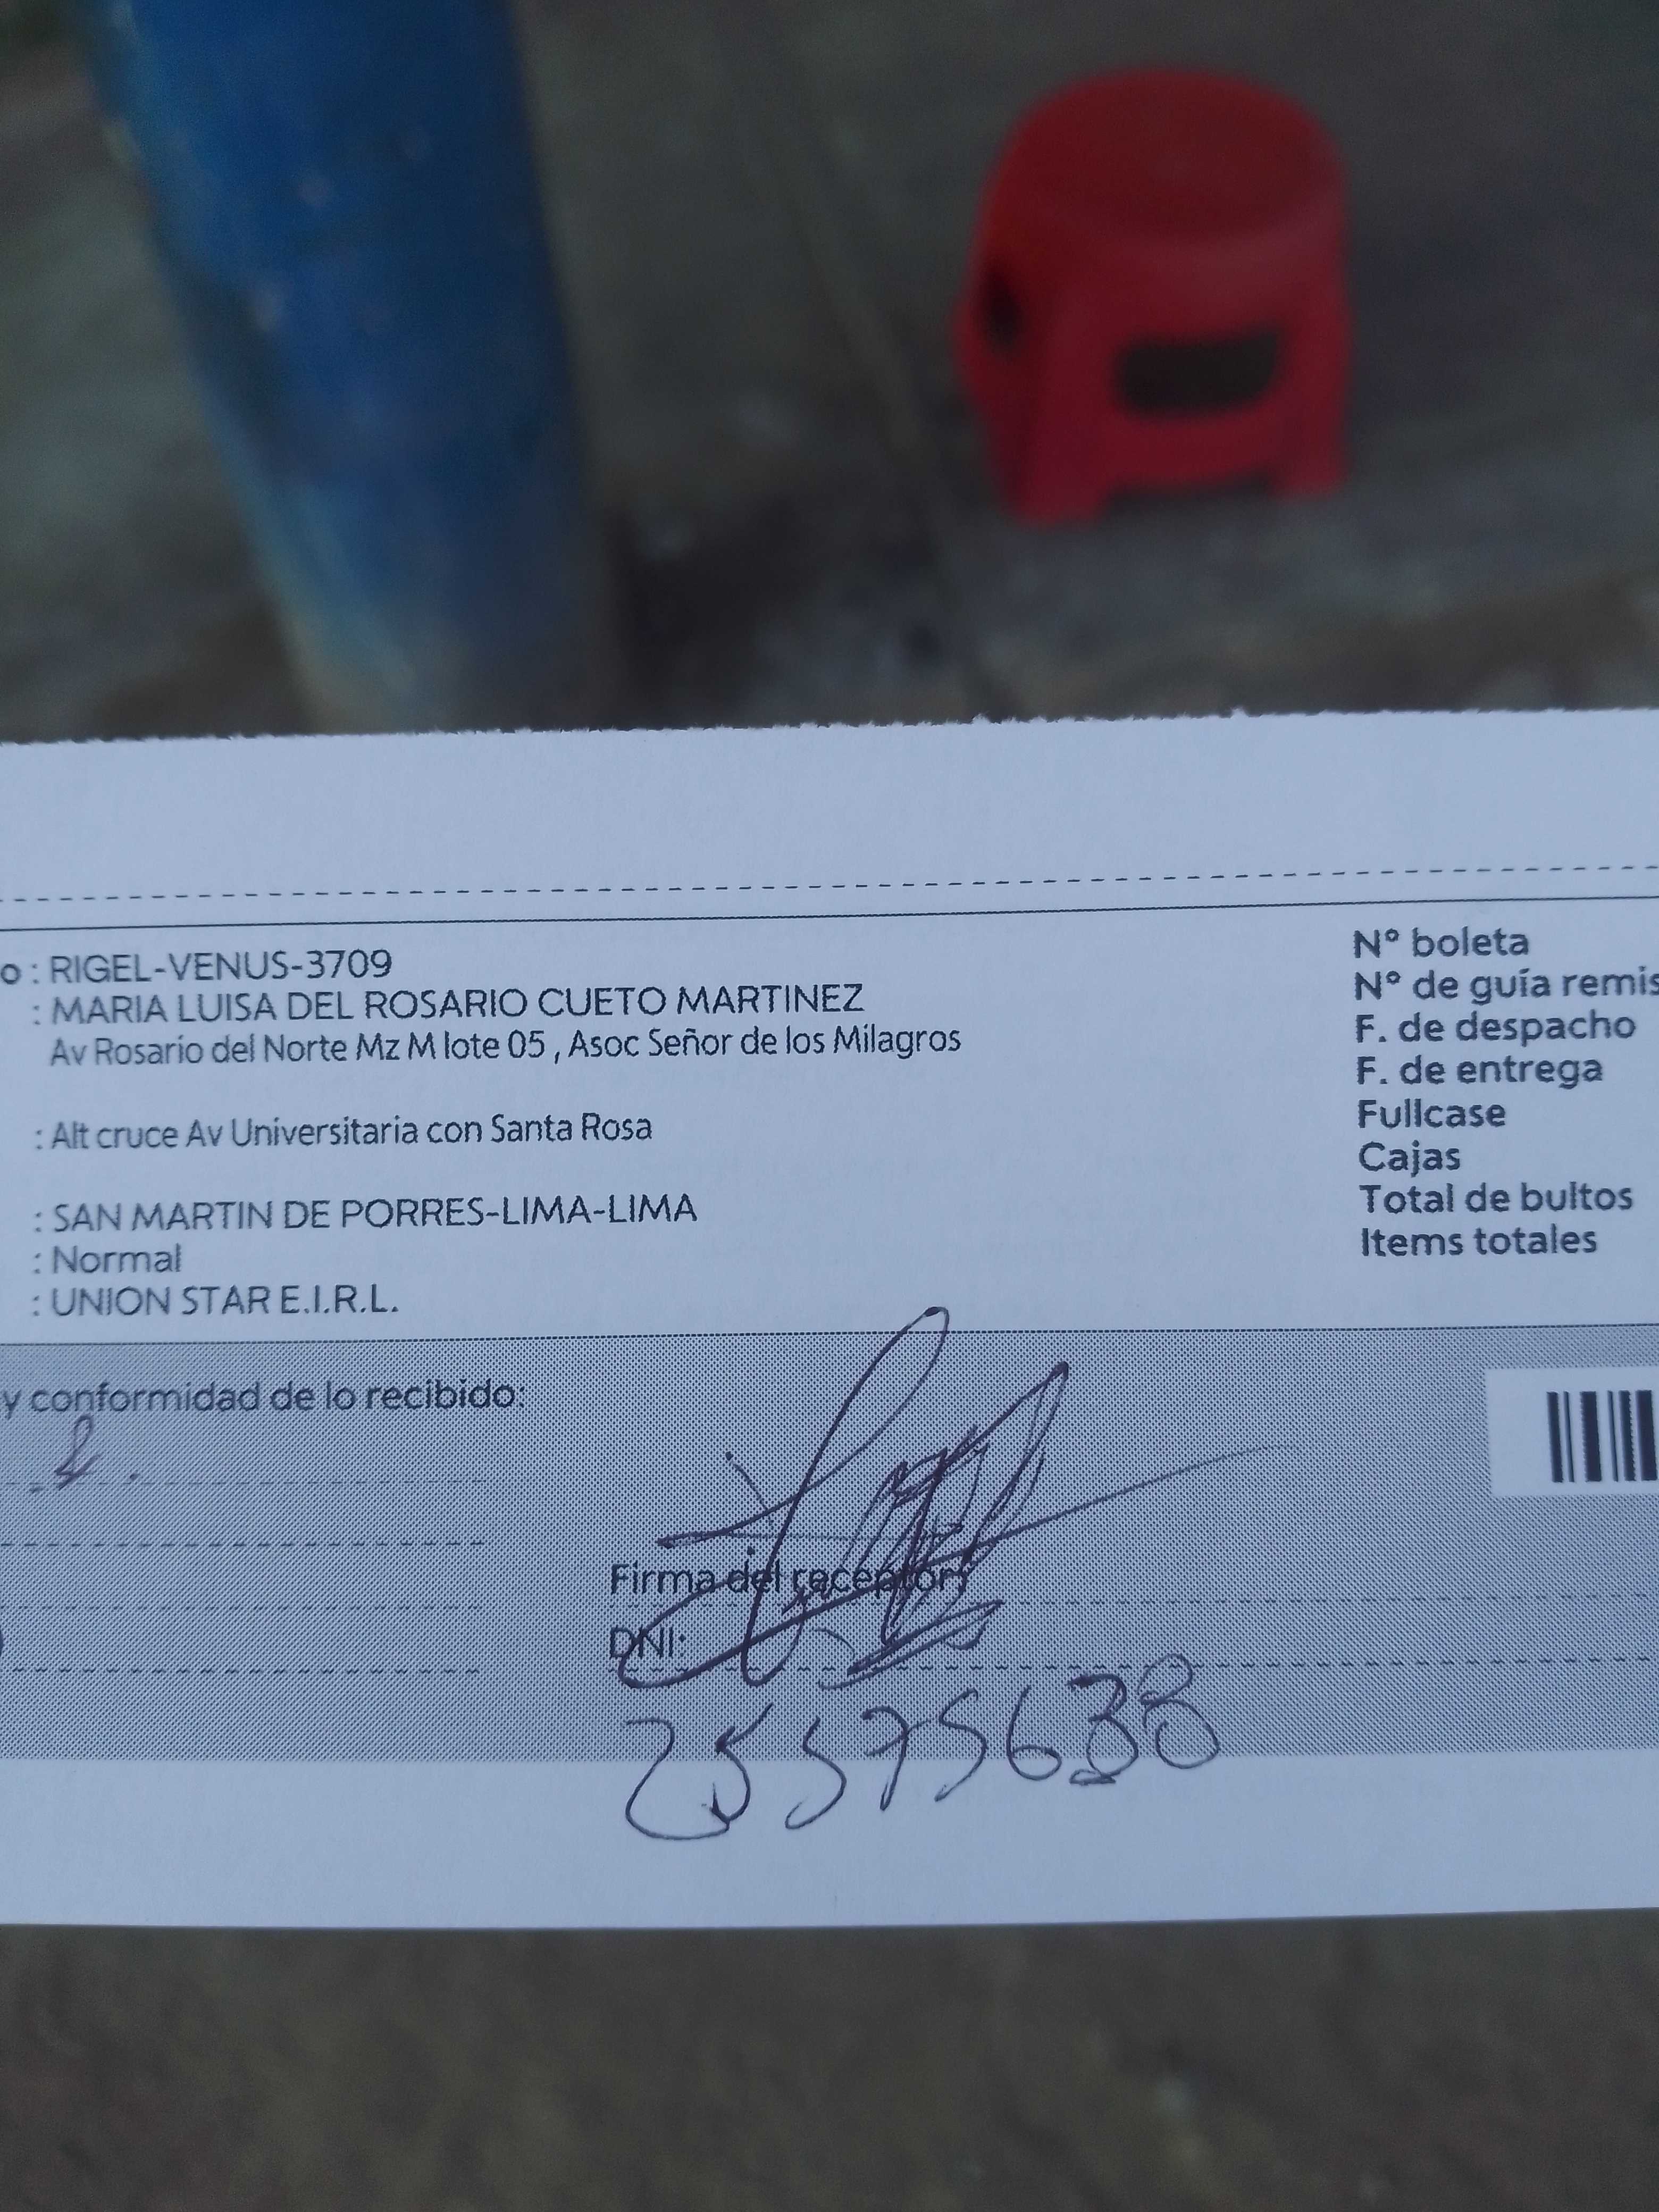 o : RIGEL-VENUS-3709
: MARIA LUISA DEL ROSARIO CUETO MARTINEZ
Av Rosario del Norte Mz M lote 05 , Asoc Señor de los Milagros
: Alt cruce Av Universitaria con Santa Rosa
: SAN MARTIN DE PORRES-LIMA-LIMA
: Normal
: UNION STAR E.I.R.L.
N° boleta
N° de guía remis
F. de despacho
F. de entrega
Fullcase
Cajas
Total de bultos
Items totales
y conformidad de lo recibido:
Firma del receptor:
DNI:
25575638